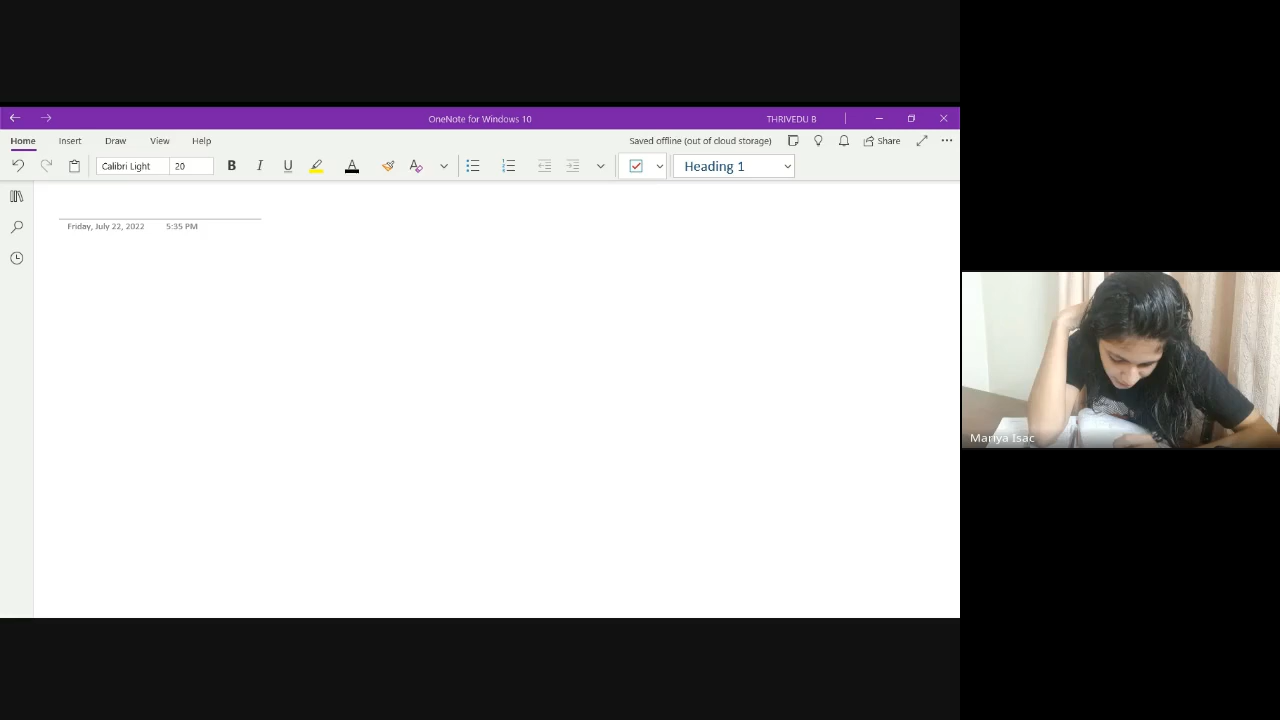 OneNote for Windows 10
THRIVEDU B
Home Insert Draw View Help
Saved offline (out of cloud storage)
Share
Calibri Light 20
B I U A A
Heading 1
Friday, July 22, 2022 5:35 PM
Mariya Isac